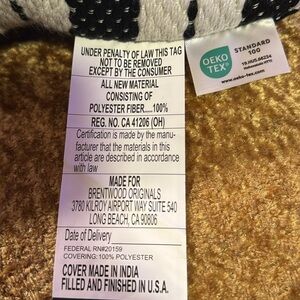 UNDER PENALTY OF LAW THIS TAG
NOT TO BE REMOVED
EXCEPT BY THE CONSUMER
ALL NEW MATERIAL
CONSISTING OF
POLYESTER FIBER.....100%
REG. NO. CA 41206 (OH)
Certification is made by the manu-
facturer that the materials in this
article are described in accordance
with law
MADE FOR
BRENTWOOD ORIGINALS
3780 KILROY AIRPORT WAY SUITE 540
LONG BEACH, CA 90806
Date of Delivery
FEDERAL RN#20159
COVERING: 100% POLYESTER
COVER MADE IN INDIA
FILLED AND FINISHED IN U.S.A.
OEKO
TEX®
STANDARD
100
www.oeko-tex.com